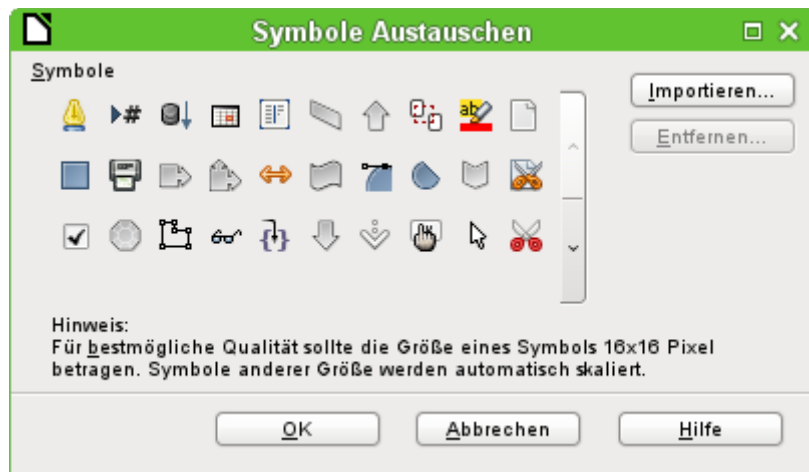 Symbole Austauschen
Symbole
Importieren...
Entfernen...
Hinweis:
Für bestmögliche Qualität sollte die Größe eines Symbols 16x16 Pixel
betragen. Symbole anderer Größe werden automatisch skaliert.
OK
Abbrechen
Hilfe